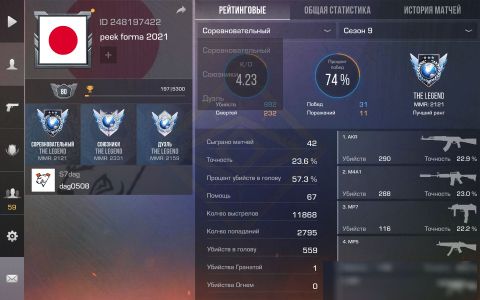 РЕЙТИНГОВЫЕ
ОБЩАЯ СТАТИСТИКА
ИСТОРИЯ МАТЧЕЙ
ID 248197422
peek forma 2021
+
80
197/5300
СОРЕВНОВАТЕЛЬНЫЙ
THE LEGEND
MMR: 2121
СОЮЗНИКИ
THE LEGEND
MMR: 2331
ДУЭЛЬ
THE LEGEND
MMR: 2159
S7dag
dag0508
59
Соревновательный
Сезон 9
Соревновательный
Союзники
Дуэль
K/D
4.23
Убийств 982
Смертей 232
Процент побед
74 %
Побед 31
Поражений 11
THE LEGEND
MMR: 2121
Лучший ранг
Сыграно матчей 42
Точность 23.6 %
Процент убийств в голову 57.3 %
Помощь 67
Кол-во выстрелов 11868
Кол-во попаданий 2795
Убийств в голову 559
Убийств Гранатой 1
Убийств Огнем 0
1. AKR
Убийств 290 Точность 22.9 %
2. M4A1
Убийств 160 Точность 23.0 %
3. MP7
Убийств 116 Точность 22.2 %
4. MP5